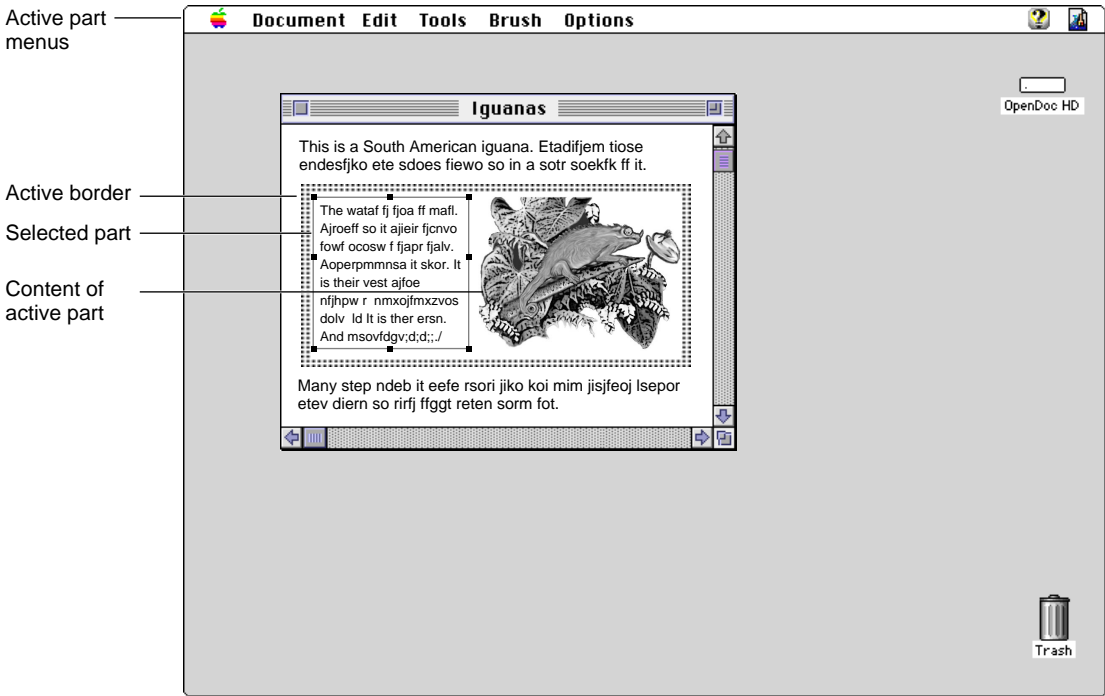 Active part
menus
Document Edit Tools Brush Options
OpenDoc HD
Iguanas
This is a South American iguana. Etadifjem tiose
endesfjko ete sdoes fiewo so in a sotr soekfk ff it.
Active border
Selected part
Content of
active part
The wataf fj fjoa ff mafl.
Ajroeff so it ajieir fjcnvo
fowf ocosw f fjapr fjalv.
Aoperpmmnsa it skor. It
is their vest ajfoe
nfjhpw r nmxojfmxzvos
dolv ld It is ther ersn.
And msovfdgv;d;d;;./
Many step ndeb it eefe rsori jiko koi mim jisjfeoj lsepor
etev diern so rirfj ffggt reten sorm fot.
Trash